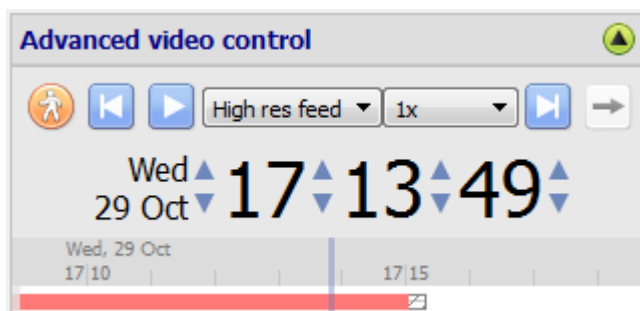 Advanced video control
High res feed 1x
Wed
29 Oct 17 13 49
Wed, 29 Oct
17|10 17|15